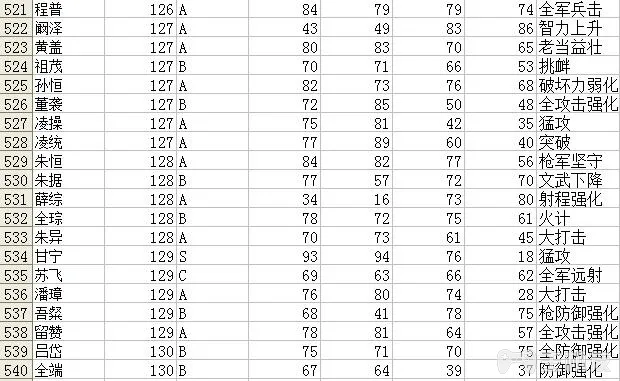 521 程普 126 A 84 79 79 74 全军兵击
522 阚泽 127 A 43 49 83 86 智力上升
523 黄盖 127 A 80 83 70 65 老当益壮
524 祖茂 127 B 70 71 66 53 挑衅
525 孙恒 127 A 82 73 76 68 破坏力弱化
526 董袭 127 B 72 85 50 48 全攻击强化
527 凌操 127 A 75 81 42 35 猛攻
528 凌统 127 A 77 89 60 40 突破
529 朱恒 128 A 84 82 77 56 枪军坚守
530 朱据 128 B 77 57 72 70 文武下降
531 薛综 128 A 34 16 73 80 射程强化
532 全琮 128 B 78 72 75 61 火计
533 朱异 128 A 70 73 61 45 大打击
534 甘宁 129 S 93 94 76 18 猛攻
535 苏飞 129 C 69 63 66 62 全军远射
536 潘璋 129 A 76 80 74 28 大打击
537 吾粲 129 B 68 41 78 75 枪防御强化
538 留赞 129 A 78 81 64 57 全攻击强化
539 吕岱 130 B 75 71 70 75 全防御强化
540 全端 130 B 67 64 39 37 防御强化